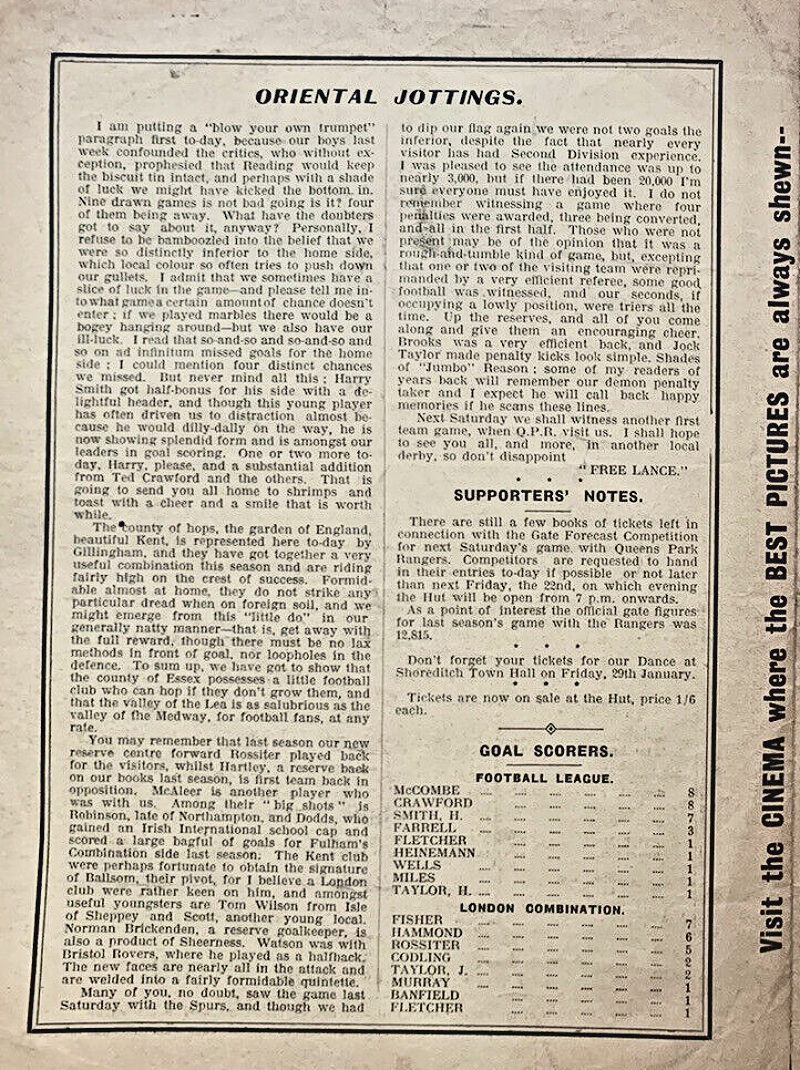 ORIENTAL JOTTINGS.
I am putting a "blow your own trumpet"
paragraph first to-day, because our boys last
week confounded the critics, who without ex-
ception, prophesied that Reading would keep
the biscuit tin intact, and perhaps with a shade
of luck we might have kicked the bottom in.
Nine drawn games is not bad going is it? four
of them being away. What have the doubters
got to say about it, anyway? Personally, I
refuse to be bamboozled into the belief that we
were so distinctly inferior to the home side,
which local colour so often tries to push down
our gullets. I admit that we sometimes have a
slice of luck in the game—and please tell me in-
to what game a certain amount of chance doesn't
enter; if we played marbles there would be a
bogey hanging around—but we also have our
ill-luck. I read that so-and-so and so-and-so and
so on ad infinitum missed goals for the home
side; I could mention four distinct chances
we missed. But never mind all this; Harry
Smith got half-bonus for his side with a de-
lightful header, and though this young player
has often driven us to distraction almost be-
cause he would dilly-dally on the way, he is
now showing splendid form and is amongst our
leaders in goal scoring. One or two more to-
day, Harry, please, and a substantial addition
from Ted Crawford and the others. That is
going to send you all home to shrimps and
toast with a cheer and a smile that is worth
while.
The county of hops, the garden of England,
beautiful Kent, is represented here to-day by
Gillingham, and they have got together a very
useful combination this season and are riding
fairly high on the crest of success. Formid-
able almost at home, they do not strike any
particular dread when on foreign soil, and we
might emerge from this "little do" in our
generally natty manner—that is, get away with
the full reward, though there must be no lax
methods in front of goal, nor loopholes in the
defence. To sum up, we have got to show that
the county of Essex possesses a little football
club who can hop if they don't grow them, and
that the valley of the Lea is as salubrious as the
valley of the Medway, for football fans, at any
rate.
You may remember that last season our new
reserve centre forward Rossiter played back
for the visitors, whilst Hartley, a reserve back
on our books last season, is first team back in
opposition. McAleer is another player who
was with us. Among their "big shots" is
Robinson, late of Northampton, and Dodds, who
gained an Irish International school cap and
scored a large bagful of goals for Fulham's
Combination side last season. The Kent club
were perhaps fortunate to obtain the signature
of Ballsom, their pivot, for I believe a London
club were rather keen on him, and amongst
useful youngsters are Tom Wilson from Isle
of Sheppey and Scott, another young local.
Norman Brickenden, a reserve goalkeeper, is
also a product of Sheerness. Watson was with
Bristol Rovers, where he played as a halfback.
The new faces are nearly all in the attack and
are welded into a fairly formidable quintette.
Many of you, no doubt, saw the game last
Saturday with the Spurs, and though we had
to dip our flag again we were not two goals the
inferior, despite the fact that nearly every
visitor has had Second Division experience.
I was pleased to see the attendance was up to
nearly 3,000, but if there had been 20,000 I'm
sure everyone must have enjoyed it. I do not
remember witnessing a game where four
penalties were awarded, three being converted,
and all in the first half. Those who were not
present may be of the opinion that it was a
rough-and-tumble kind of game, but, excepting
that one or two of the visiting team were repri-
manded by a very efficient referee, some good
football was witnessed, and our seconds, if
occupying a lowly position, were triers all the
time. Up the reserves, and all of you come
along and give them an encouraging cheer.
Brooks was a very efficient back, and Jock
Taylor made penalty kicks look simple. Shades
of "Jumbo" Reason; some of my readers of
years back will remember our demon penalty
taker and I expect he will call back happy
memories if he scans these lines.
Next Saturday we shall witness another first
team game, when Q.P.R. visit us. I shall hope
to see you all, and more, in another local
derby, so don't disappoint
"FREE LANCE."
SUPPORTERS' NOTES.
There are still a few books of tickets left in
connection with the Gate Forecast Competition
for next Saturday's game with Queens Park
Rangers. Competitors are requested to hand
in their entries to-day if possible or not later
than next Friday, the 22nd, on which evening
the Hut will be open from 7 p.m. onwards.
As a point of interest the official gate figures
for last season's game with the Rangers was
12,815.
Don't forget your tickets for our Dance at
Shoreditch Town Hall on Friday, 29th January.
Tickets are now on sale at the Hut, price 1/6
each.
GOAL SCORERS.
FOOTBALL LEAGUE.
McCOMBE .... .... .... .... .... 8
CRAWFORD .... .... .... .... .... 8
SMITH, H. .... .... .... .... .... 7
FARRELL .... .... .... .... .... 3
FLETCHER .... .... .... .... .... 1
HEINEMANN .... .... .... .... .... 1
WELLS .... .... .... .... .... 1
MILES .... .... .... .... .... 1
TAYLOR, H. .... .... .... .... .... 1
LONDON COMBINATION.
FISHER .... .... .... .... .... 7
HAMMOND .... .... .... .... .... 6
ROSSITER .... .... .... .... .... 5
CODLING .... .... .... .... .... 2
TAYLOR, J. .... .... .... .... .... 2
MURRAY .... .... .... .... .... 1
BANFIELD .... .... .... .... 1
FLETCHER .... .... .... .... 1
Visit the CINEMA where the BEST PICTURES are always shewn--